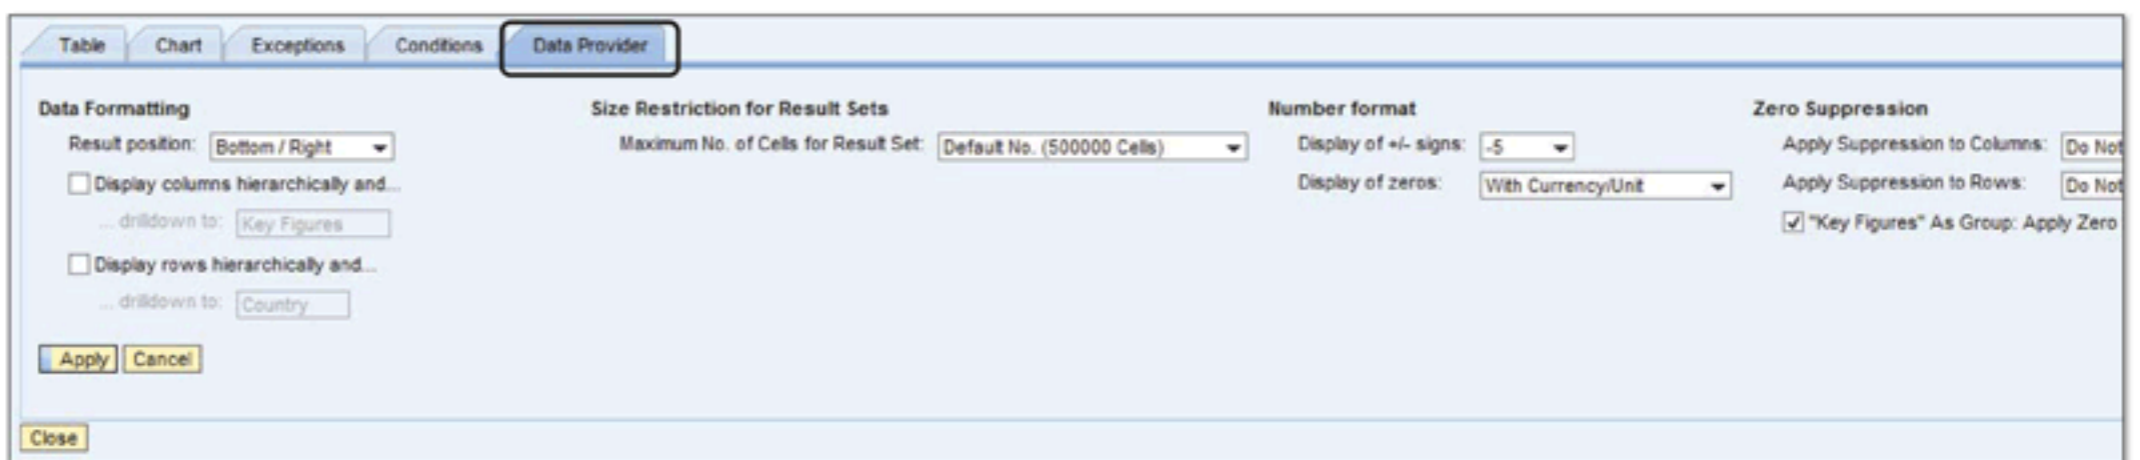 Table Chart Exceptions Conditions Data Provider
Data Formatting
Result position: Bottom / Right
Display columns hierarchically and...
... drilldown to: Key Figures
Display rows hierarchically and...
... drilldown to: Country
Size Restriction for Result Sets
Maximum No. of Cells for Result Set: Default No. (500000 Cells)
Number format
Display of +/- signs: -5
Display of zeros: With Currency/Unit
Zero Suppression
Apply Suppression to Columns: Do Not
Apply Suppression to Rows: Do Not
"Key Figures" As Group: Apply Zero
Apply Cancel
Close